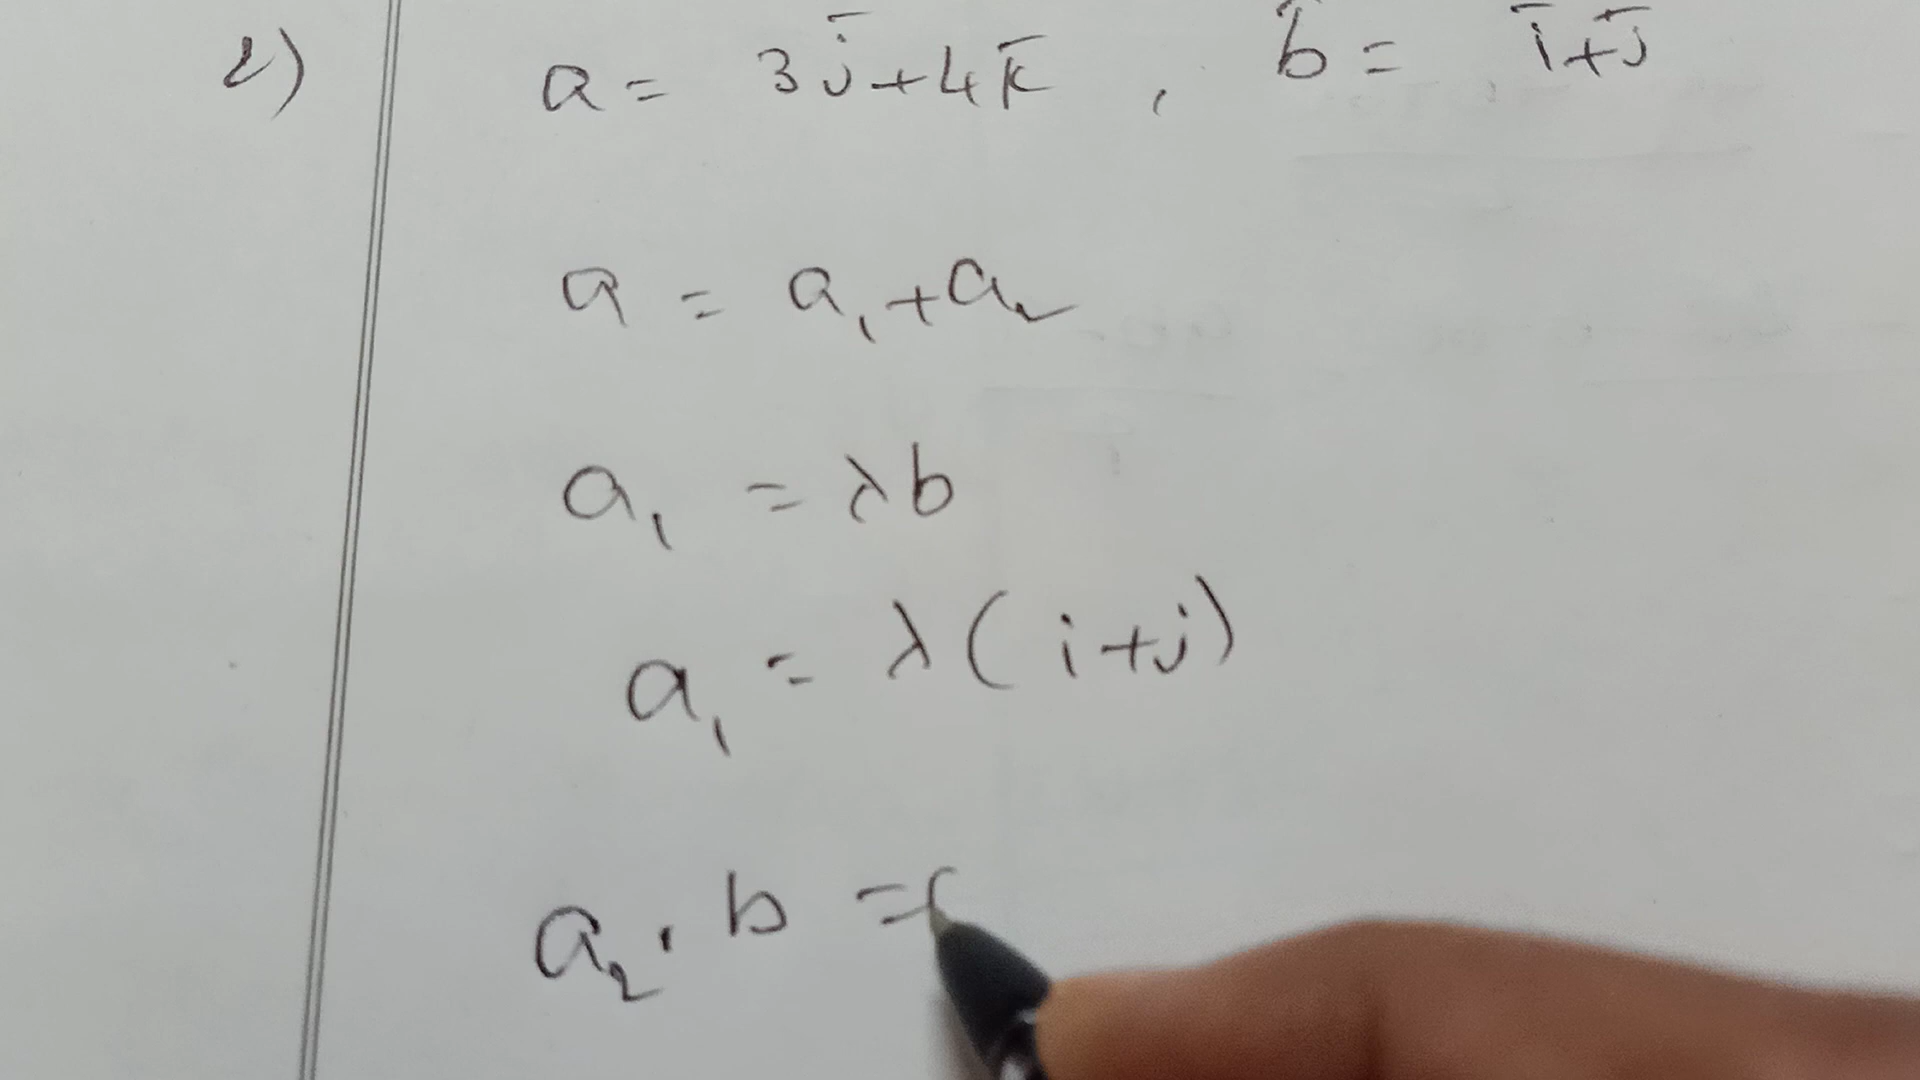 2) a = 3j̄+4k̄ , b̄ = ī+j̄
a = a₁+a₂
a₁ = λb
a₁ = λ( i+j)
a₂ . b =